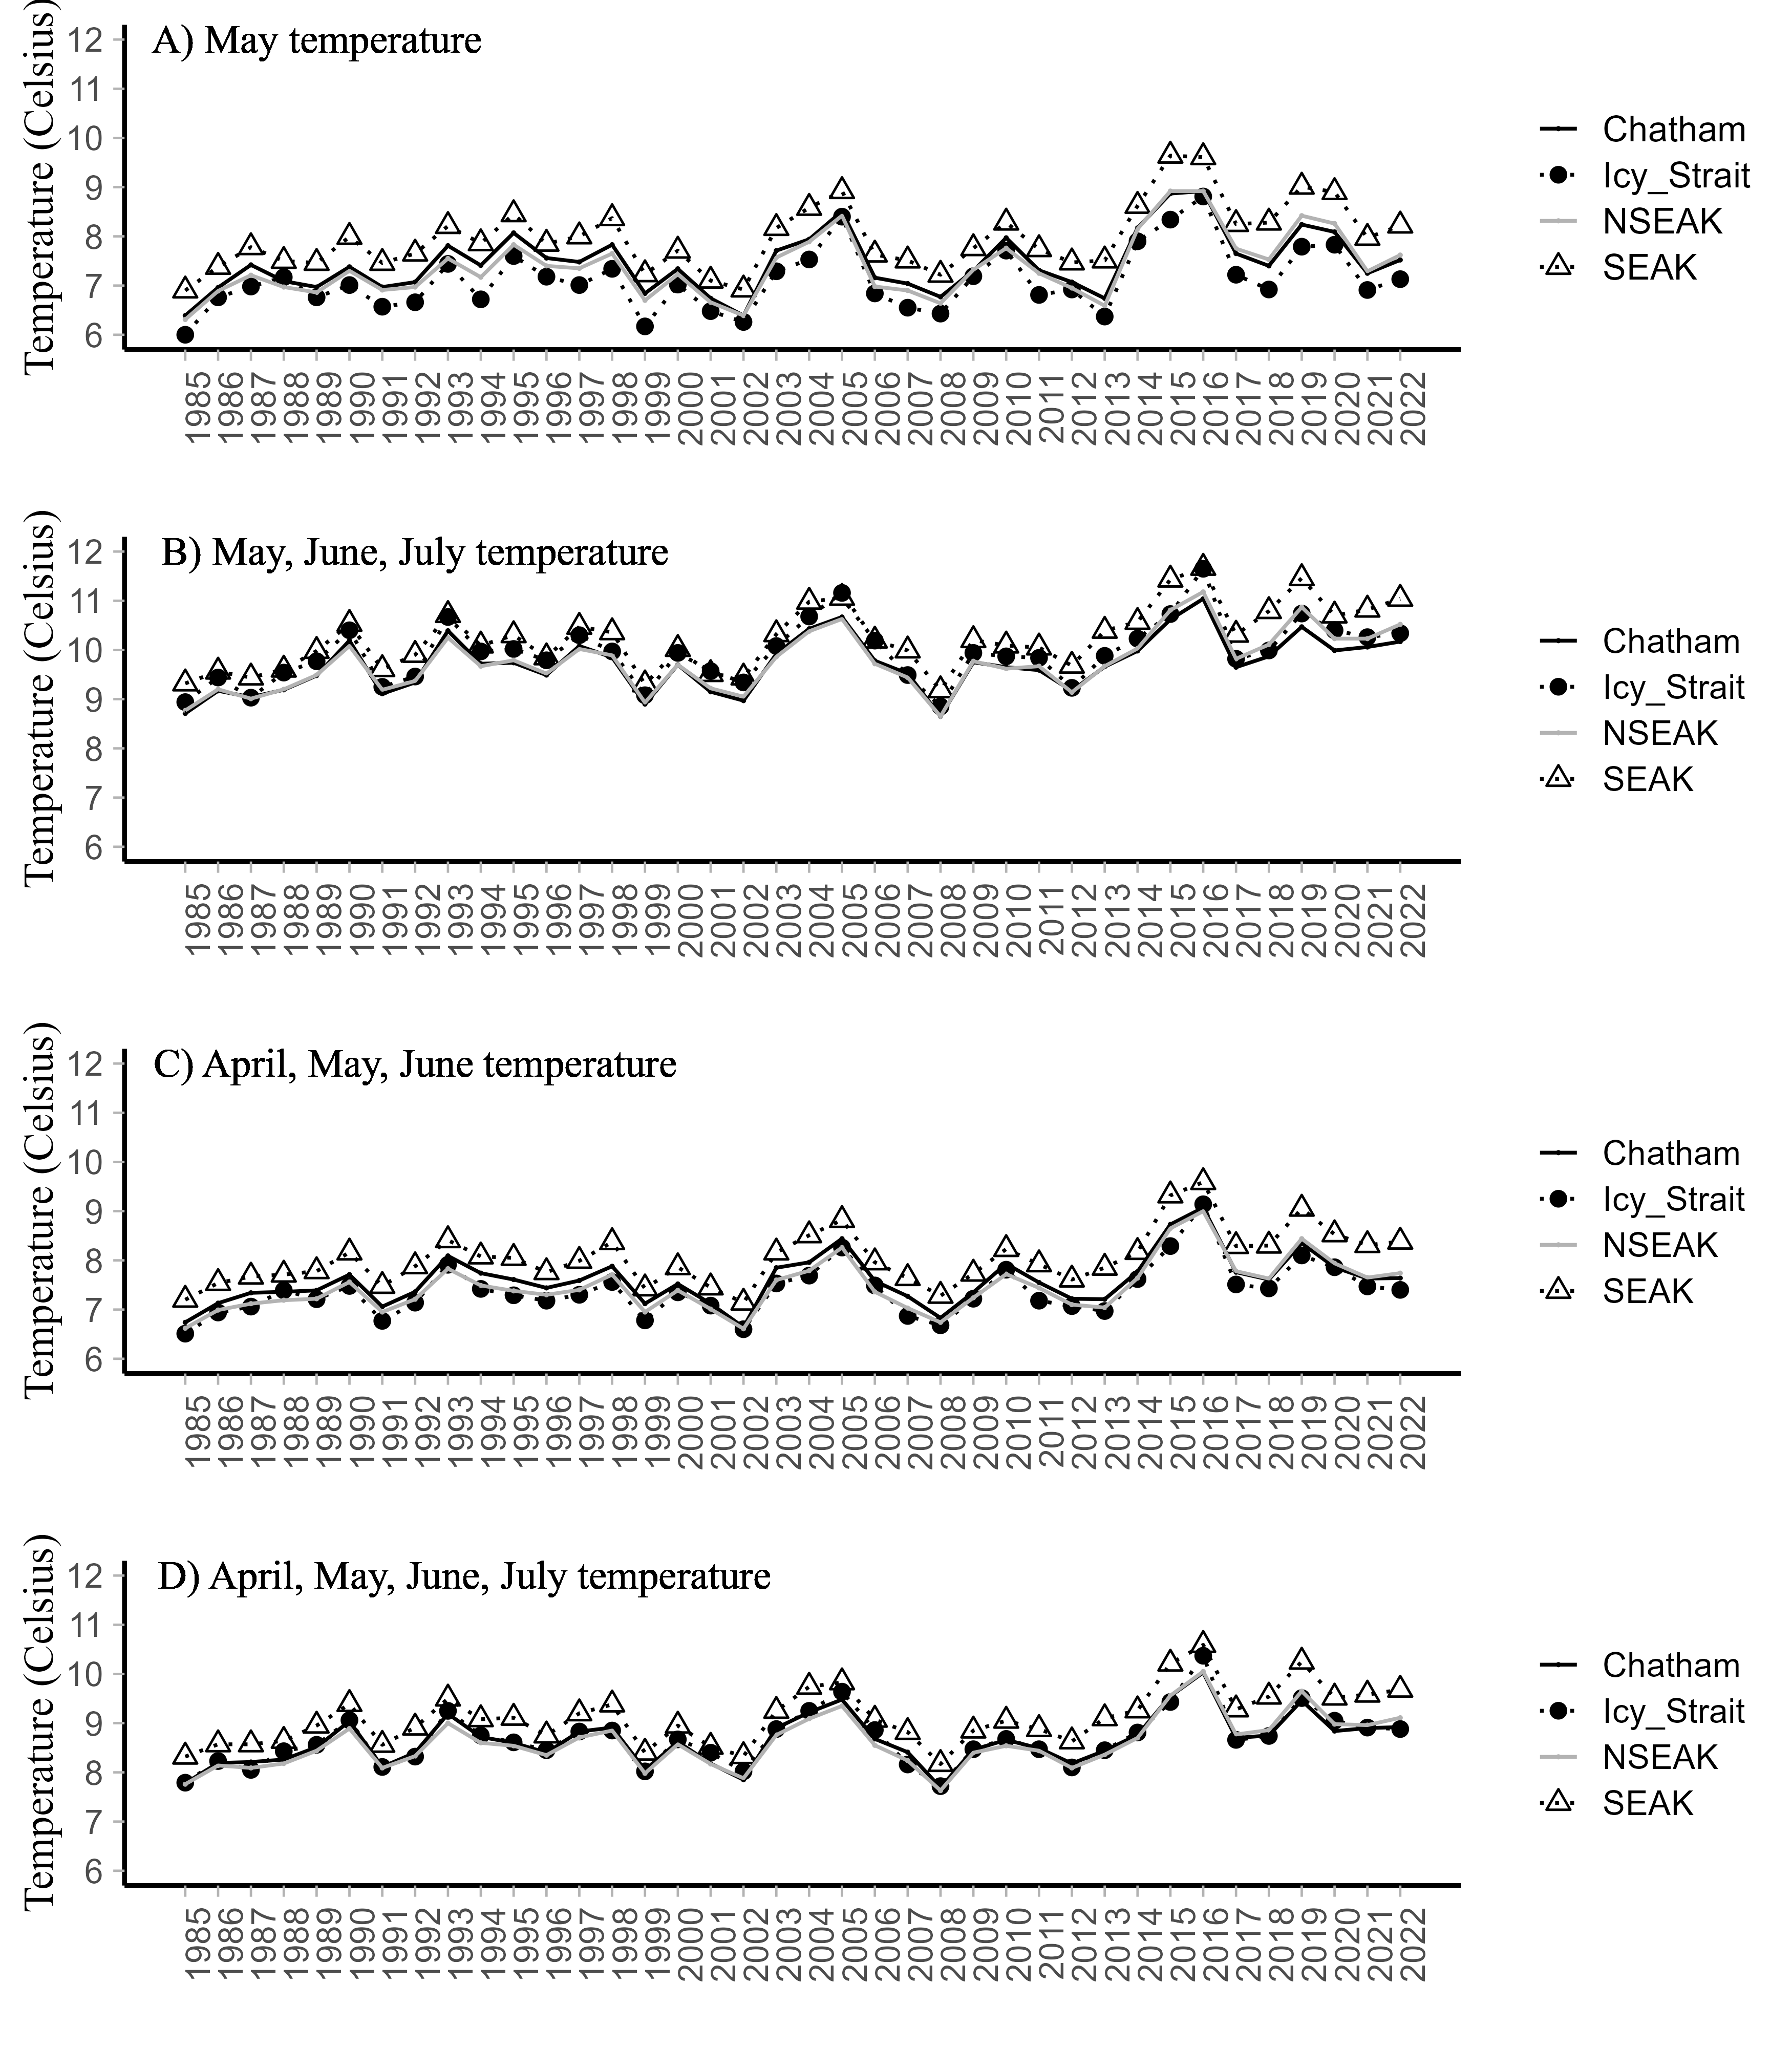 A) May temperature
Temperature (Celsius)
12
11
10
9
8
7
6
1985 1986 1987 1988 1989 1990 1991 1992 1993 1994 1995 1996 1997 1998 1999 2000 2001 2002 2003 2004 2005 2006 2007 2008 2009 2010 2011 2012 2013 2014 2015 2016 2017 2018 2019 2020 2021 2022
Chatham
Icy_Strait
NSEAK
SEAK
B) May, June, July temperature
Temperature (Celsius)
12
11
10
9
8
7
6
1985 1986 1987 1988 1989 1990 1991 1992 1993 1994 1995 1996 1997 1998 1999 2000 2001 2002 2003 2004 2005 2006 2007 2008 2009 2010 2011 2012 2013 2014 2015 2016 2017 2018 2019 2020 2021 2022
Chatham
Icy_Strait
NSEAK
SEAK
C) April, May, June temperature
Temperature (Celsius)
12
11
10
9
8
7
6
1985 1986 1987 1988 1989 1990 1991 1992 1993 1994 1995 1996 1997 1998 1999 2000 2001 2002 2003 2004 2005 2006 2007 2008 2009 2010 2011 2012 2013 2014 2015 2016 2017 2018 2019 2020 2021 2022
Chatham
Icy_Strait
NSEAK
SEAK
D) April, May, June, July temperature
Temperature (Celsius)
12
11
10
9
8
7
6
1985 1986 1987 1988 1989 1990 1991 1992 1993 1994 1995 1996 1997 1998 1999 2000 2001 2002 2003 2004 2005 2006 2007 2008 2009 2010 2011 2012 2013 2014 2015 2016 2017 2018 2019 2020 2021 2022
Chatham
Icy_Strait
NSEAK
SEAK